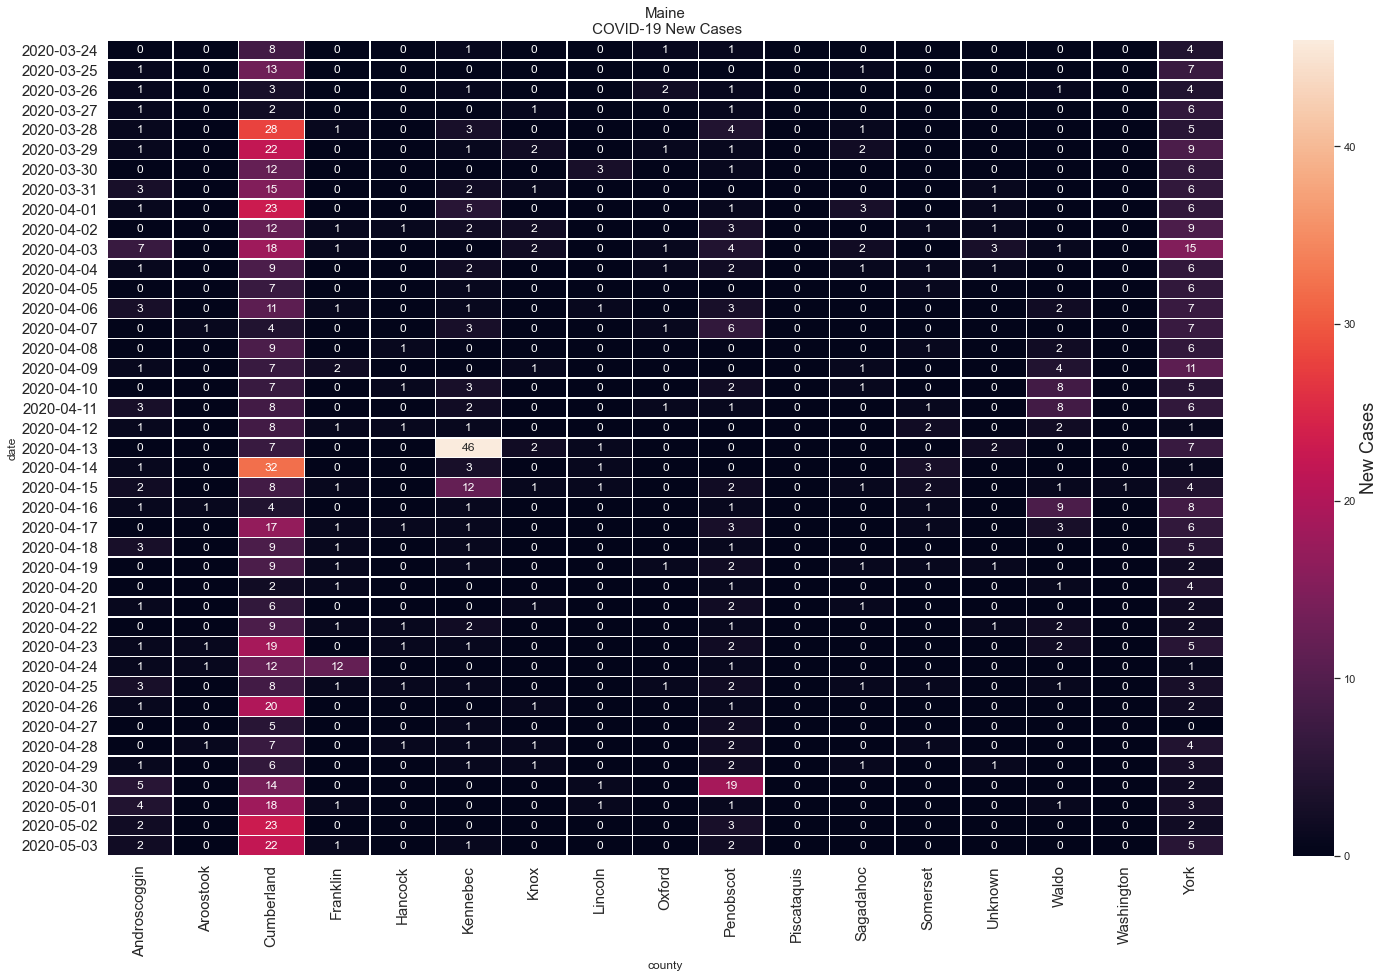 Maine
COVID-19 New Cases
2020-03-24 0 0 8 0 0 1 0 0 1 1 0 0 0 0 0 0 4
2020-03-25 1 0 13 0 0 0 0 0 0 0 0 1 0 0 0 0 7
2020-03-26 1 0 3 0 0 1 0 0 2 1 0 0 0 0 1 0 4
2020-03-27 1 0 2 0 0 0 1 0 0 1 0 0 0 0 0 0 6
2020-03-28 1 0 28 1 0 3 0 0 0 4 0 1 0 0 0 0 5
2020-03-29 1 0 22 0 0 1 2 0 1 1 0 2 0 0 0 0 9
2020-03-30 0 0 12 0 0 0 0 3 0 1 0 0 0 0 0 0 6
2020-03-31 3 0 15 0 0 2 1 0 0 0 0 0 0 1 0 0 6
2020-04-01 1 0 23 0 0 5 0 0 0 1 0 3 0 1 0 0 6
2020-04-02 0 0 12 1 1 2 2 0 0 3 0 0 1 1 0 0 9
2020-04-03 7 0 18 1 0 0 2 0 1 4 0 2 0 3 1 0 15
2020-04-04 1 0 9 0 0 2 0 0 1 2 0 1 1 1 0 0 6
2020-04-05 0 0 7 0 0 1 0 0 0 0 0 0 1 0 0 0 6
2020-04-06 3 0 11 1 0 1 0 1 0 3 0 0 0 0 2 0 7
2020-04-07 0 1 4 0 0 3 0 0 1 6 0 0 0 0 0 0 7
2020-04-08 0 0 9 0 1 0 0 0 0 0 0 0 1 0 2 0 6
2020-04-09 1 0 7 2 0 0 1 0 0 0 0 1 0 0 4 0 11
2020-04-10 0 0 7 0 1 3 0 0 0 2 0 1 0 0 8 0 5
2020-04-11 3 0 8 0 0 2 0 0 1 1 0 0 1 0 8 0 6
2020-04-12 1 0 8 1 1 1 0 0 0 0 0 0 2 0 2 0 1
2020-04-13 0 0 7 0 0 46 2 1 0 0 0 0 0 2 0 0 7
2020-04-14 1 0 32 0 0 3 0 1 0 0 0 0 3 0 0 0 1
2020-04-15 2 0 8 1 0 12 1 1 0 2 0 1 2 0 1 1 4
2020-04-16 1 1 4 0 0 1 0 0 0 1 0 0 1 0 9 0 8
2020-04-17 0 0 17 1 1 1 0 0 0 3 0 0 1 0 3 0 6
2020-04-18 3 0 9 1 0 1 0 0 0 1 0 0 0 0 0 0 5
2020-04-19 0 0 9 1 0 1 0 0 1 2 0 1 1 1 0 0 2
2020-04-20 0 0 2 1 0 0 0 0 0 1 0 0 0 0 1 0 4
2020-04-21 1 0 6 0 0 0 1 0 0 2 0 1 0 0 0 0 2
2020-04-22 0 0 9 1 1 2 0 0 0 1 0 0 0 1 2 0 2
2020-04-23 1 1 19 0 1 1 0 0 0 2 0 0 0 0 2 0 5
2020-04-24 1 1 12 12 0 0 0 0 0 1 0 0 0 0 0 0 1
2020-04-25 3 0 8 1 1 1 0 0 1 2 0 1 1 0 1 0 3
2020-04-26 1 0 20 0 0 0 1 0 0 1 0 0 0 0 0 0 2
2020-04-27 0 0 5 0 0 1 0 0 0 2 0 0 0 0 0 0 0
2020-04-28 0 1 7 0 1 1 1 0 0 2 0 0 1 0 0 0 4
2020-04-29 1 0 6 0 0 1 1 0 0 2 0 1 0 1 0 0 3
2020-04-30 5 0 14 0 0 0 0 1 0 19 0 0 0 0 0 0 2
2020-05-01 4 0 18 1 0 0 0 1 0 1 0 0 0 0 1 0 3
2020-05-02 2 0 23 0 0 0 0 0 0 3 0 0 0 0 0 0 2
2020-05-03 2 0 22 1 0 1 0 0 0 2 0 0 0 0 0 0 5
date
Androscoggin
Aroostook
Cumberland
Franklin
Hancock
Kennebec
Knox
Lincoln
Oxford
Penobscot
Piscataquis
Sagadahoc
Somerset
Unknown
Waldo
Washington
York
county
40
30
20
10
0
New Cases